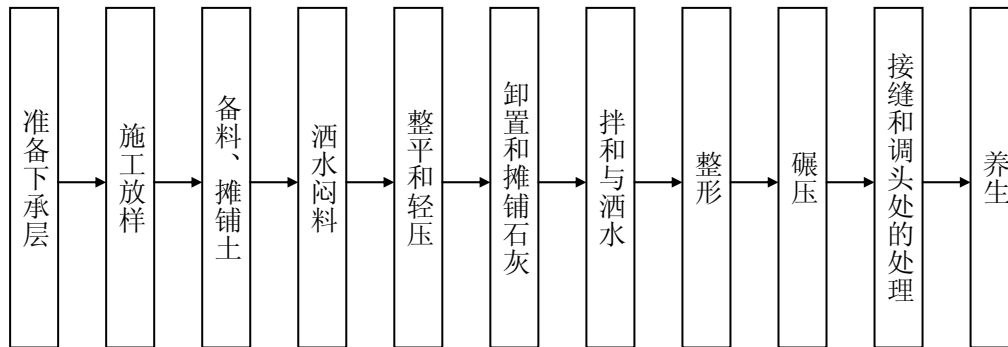 准备下承层
施工放样
备料、摊铺土
洒水闷料
整平和轻压
卸置和摊铺石灰
拌和与洒水
整形
碾压
接缝和调头处的处理
养生